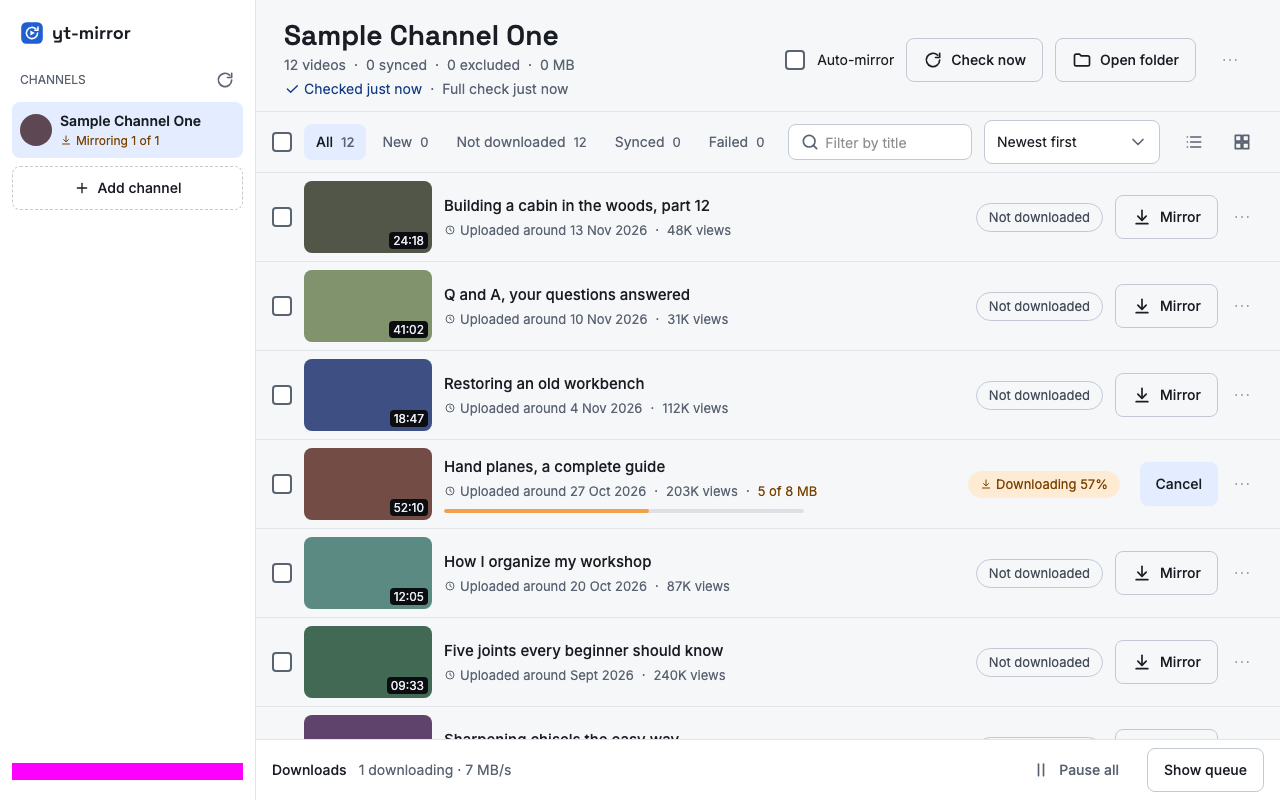 yt-mirror
CHANNELS
Sample Channel One
Mirroring 1 of 1
Add channel
Sample Channel One
12 videos · 0 synced · 0 excluded · 0 MB
Checked just now · Full check just now
Auto-mirror
Check now
Open folder
All 12
New 0
Not downloaded 12
Synced 0
Failed 0
Filter by title
Newest first
24:18
Building a cabin in the woods, part 12
Uploaded around 13 Nov 2026 · 48K views
Not downloaded
Mirror
41:02
Q and A, your questions answered
Uploaded around 10 Nov 2026 · 31K views
Not downloaded
Mirror
18:47
Restoring an old workbench
Uploaded around 4 Nov 2026 · 112K views
Not downloaded
Mirror
52:10
Hand planes, a complete guide
Uploaded around 27 Oct 2026 · 203K views · 5 of 8 MB
Downloading 57%
Cancel
12:05
How I organize my workshop
Uploaded around 20 Oct 2026 · 87K views
Not downloaded
Mirror
09:33
Five joints every beginner should know
Uploaded around Sept 2026 · 240K views
Not downloaded
Mirror
Sharpening chisels the easy way
Downloads
1 downloading · 7 MB/s
Pause all
Show queue